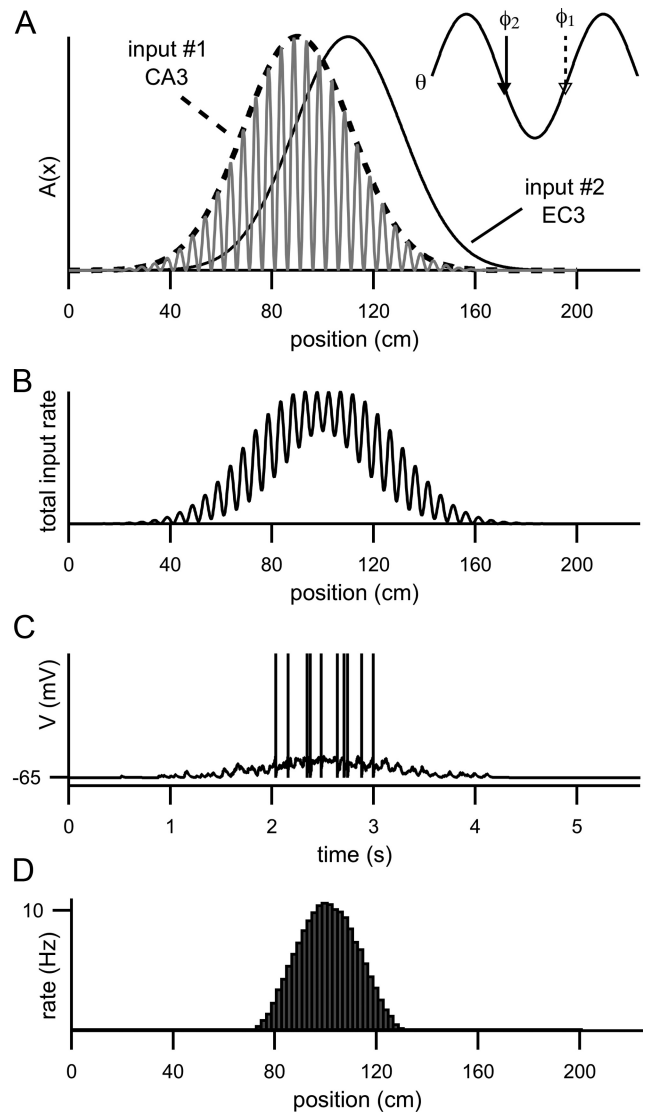 A
input #1
CA3
ϕ2
ϕ1
θ
A(x)
input #2
EC3
0 40 80 120 160 200
position (cm)
B
total input rate
0 40 80 120 160 200
position (cm)
C
V (mV)
-65
0 1 2 3 4 5
time (s)
D
10
rate (Hz)
0 40 80 120 160 200
position (cm)